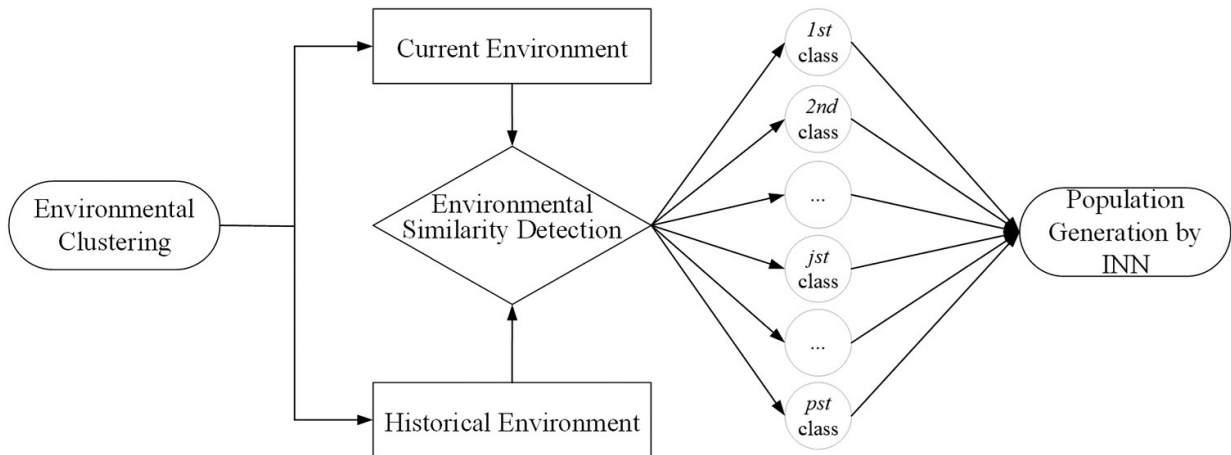 Environmental
Clustering
Current Environment
Environmental
Similarity Detection
Historical Environment
1st
class
2nd
class
...
jst
class
...
pst
class
Population
Generation by
INN